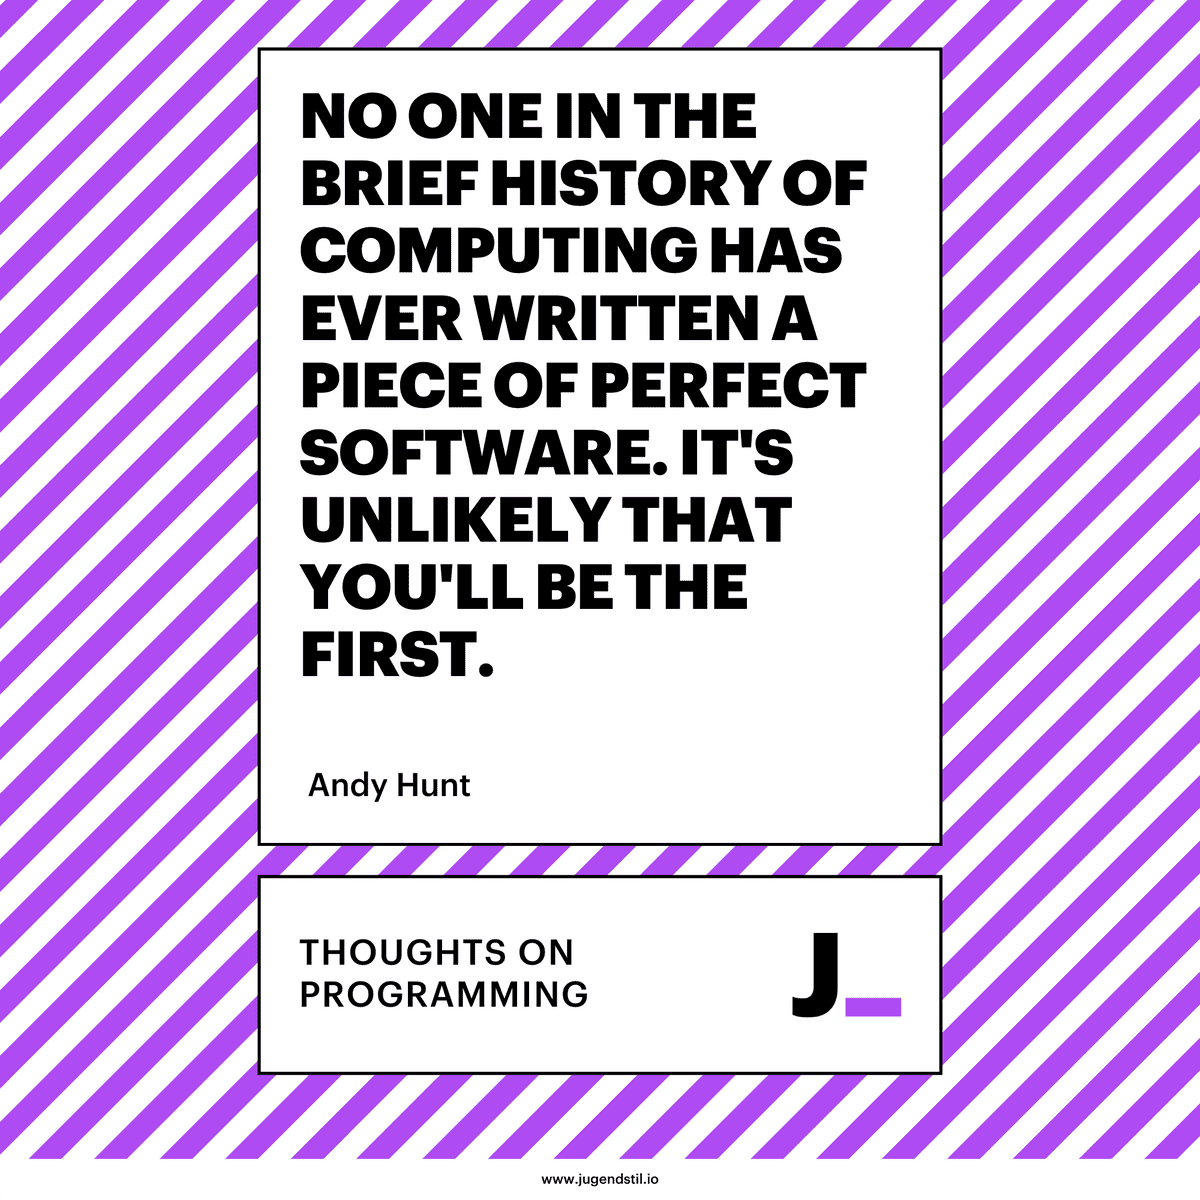 NO ONE IN THE
BRIEF HISTORY OF
COMPUTING HAS
EVER WRITTEN A
PIECE OF PERFECT
SOFTWARE. IT'S
UNLIKELY THAT
YOU'LL BE THE
FIRST.
Andy Hunt
THOUGHTS ON
PROGRAMMING
J_
www.jugendstil.io